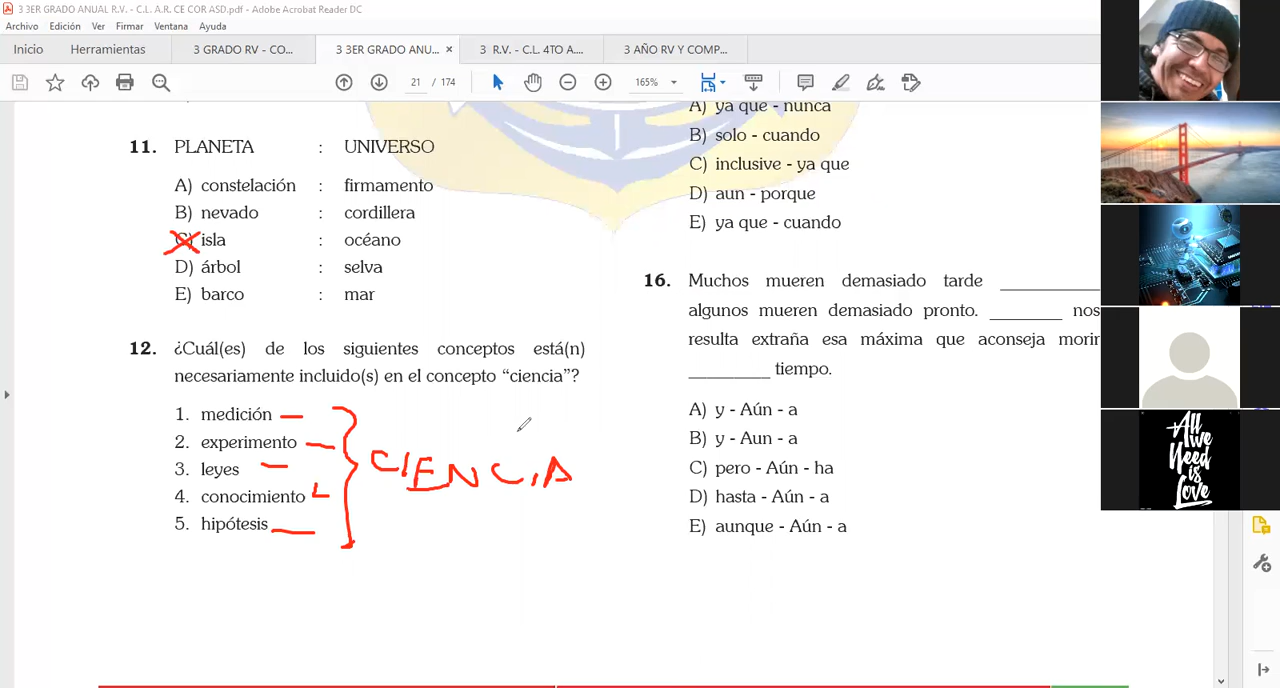 3 3ER GRADO ANUAL R.V. - C.L. A.R. CE COR ASD.pdf - Adobe Acrobat Reader DC
Archivo Edición Ver Firmar Ventana Ayuda
Inicio Herramientas 3 GRADO RV - CO... 3 3ER GRADO ANU... × 3 R.V. - C.L. 4TO A.... 3 AÑO RV Y COMP...
21 / 174 165%
11. PLANETA : UNIVERSO
A) constelación : firmamento
B) nevado : cordillera
C) isla : océano
D) árbol : selva
E) barco : mar
12. ¿Cuál(es) de los siguientes conceptos está(n)
necesariamente incluido(s) en el concepto “ciencia”?
1. medición
2. experimento
3. leyes
4. conocimiento
5. hipótesis
CIENCIA
A) ya que - nunca
B) solo - cuando
C) inclusive - ya que
D) aun - porque
E) ya que - cuando
16. Muchos mueren demasiado tarde __________
algunos mueren demasiado pronto. ________ nos
resulta extraña esa máxima que aconseja morir
_________ tiempo.
A) y - Aún - a
B) y - Aun - a
C) pero - Aún - ha
D) hasta - Aún - a
E) aunque - Aún - a
All
we
Need
is
Love